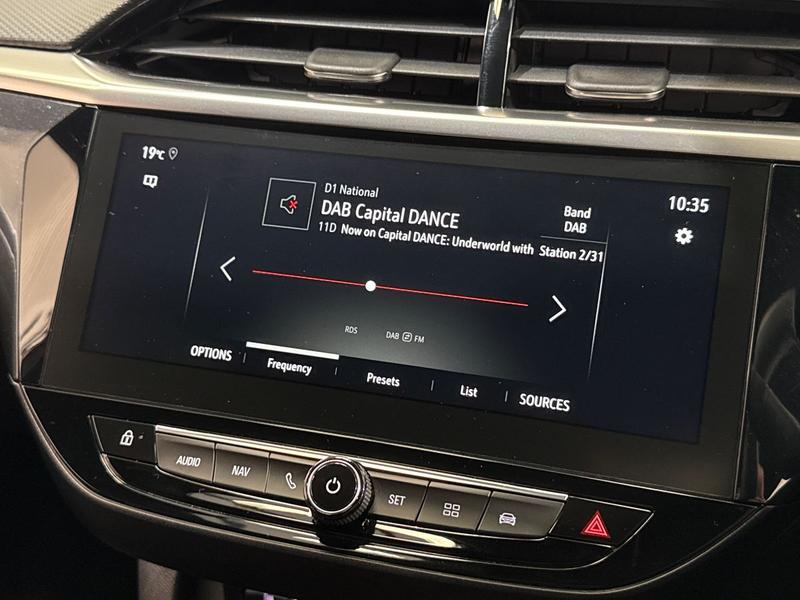 19°C
10:35
D1 National
DAB Capital DANCE
11D Now on Capital DANCE: Underworld with
Band
DAB
Station 2/31
RDS
DAB FM
OPTIONS
Frequency
Presets
List
SOURCES
AUDIO
NAV
SET